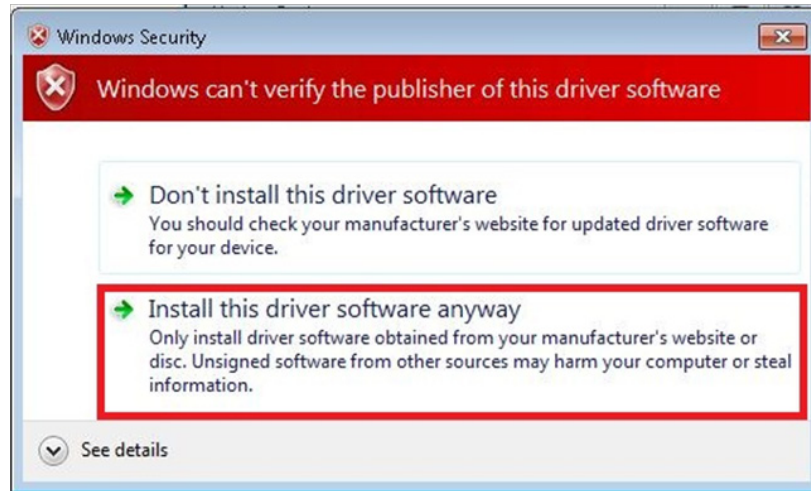 Windows Security
Windows can't verify the publisher of this driver software
Don't install this driver software
You should check your manufacturer's website for updated driver software
for your device.
Install this driver software anyway
Only install driver software obtained from your manufacturer's website or
disc. Unsigned software from other sources may harm your computer or steal
information.
See details